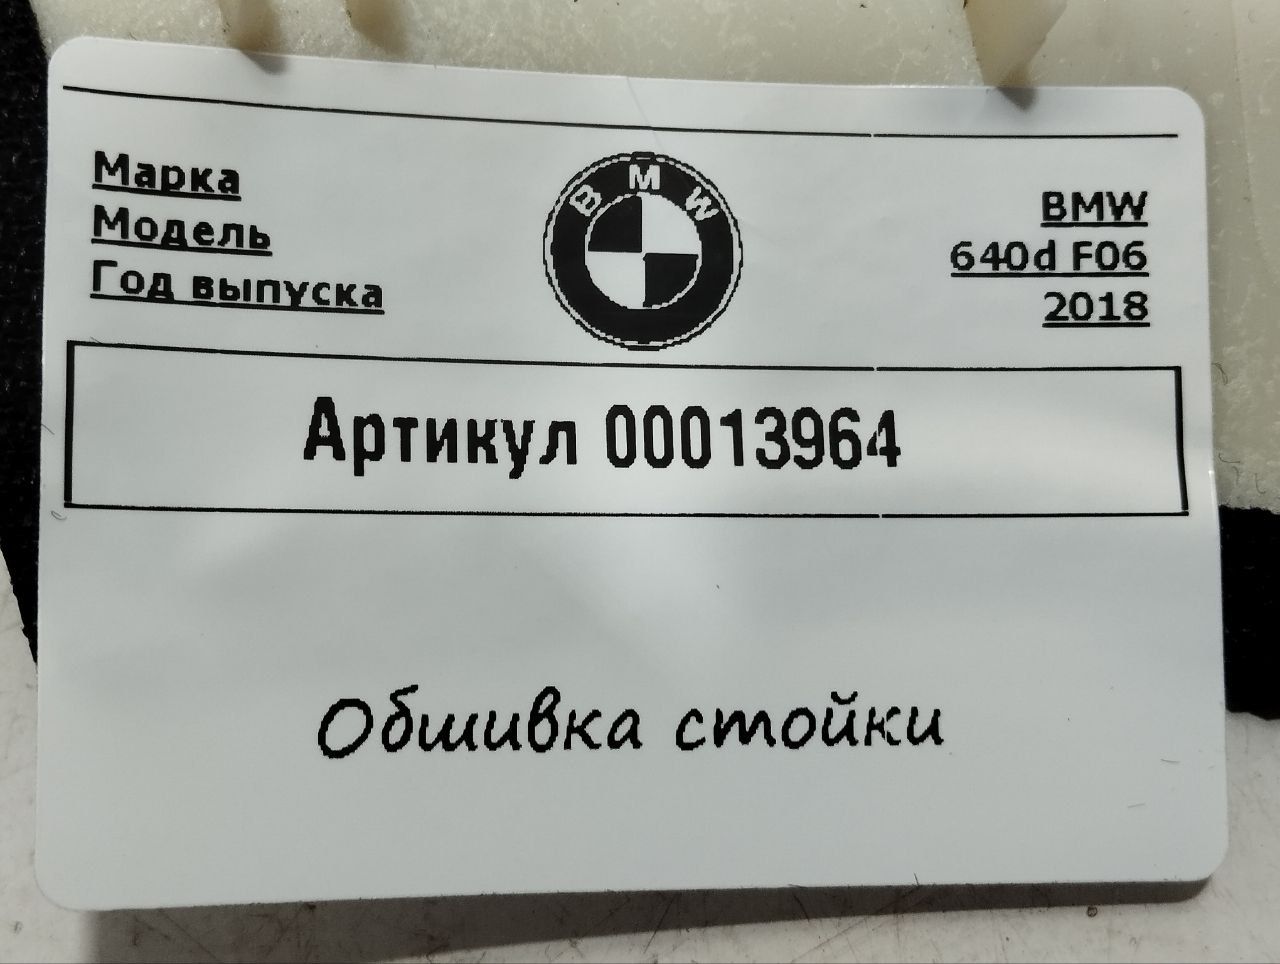 Марка
Модель
Год выпуска
BMW
BMW
640d F06
2018
Артикул 00013964
Обшивка стойки